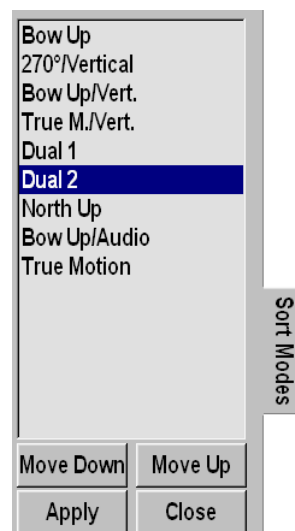 Bow Up
270°/Vertical
Bow Up/Vert.
True M./Vert.
Dual 1
Dual 2
North Up
Bow Up/Audio
True Motion
Sort Modes
Move Down
Move Up
Apply
Close